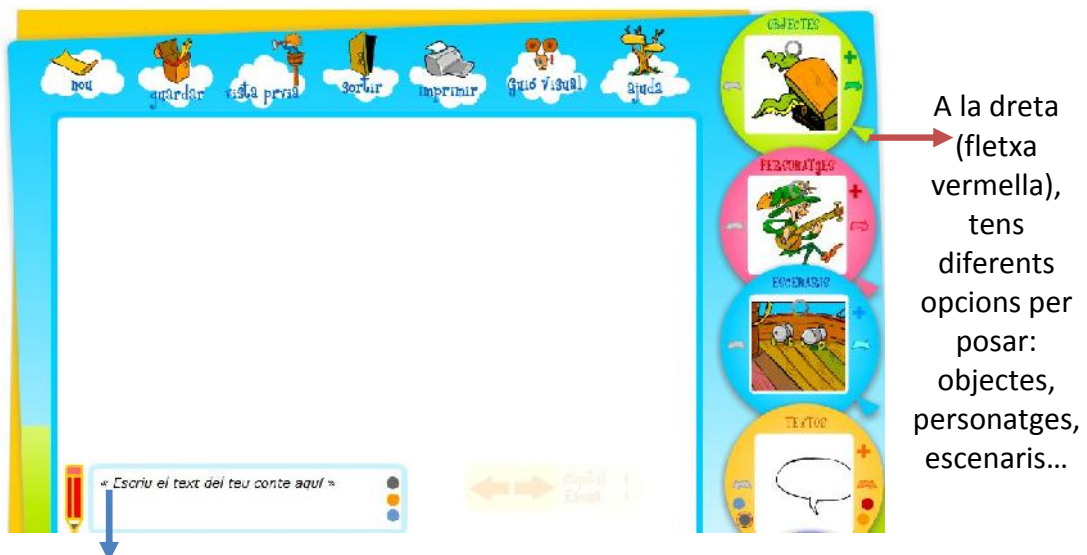 OBJECTES
nou
guardar
vista prvia
sortir
imprimir
guió visual
ajuda
PERSONATGES
ESCENARIS
TEXTOS
« Escriu el text del teu conte aquí »
A la dreta
(fletxa
vermella),
tens
diferents
opcions per
posar:
objectes,
personatges,
escenaris...